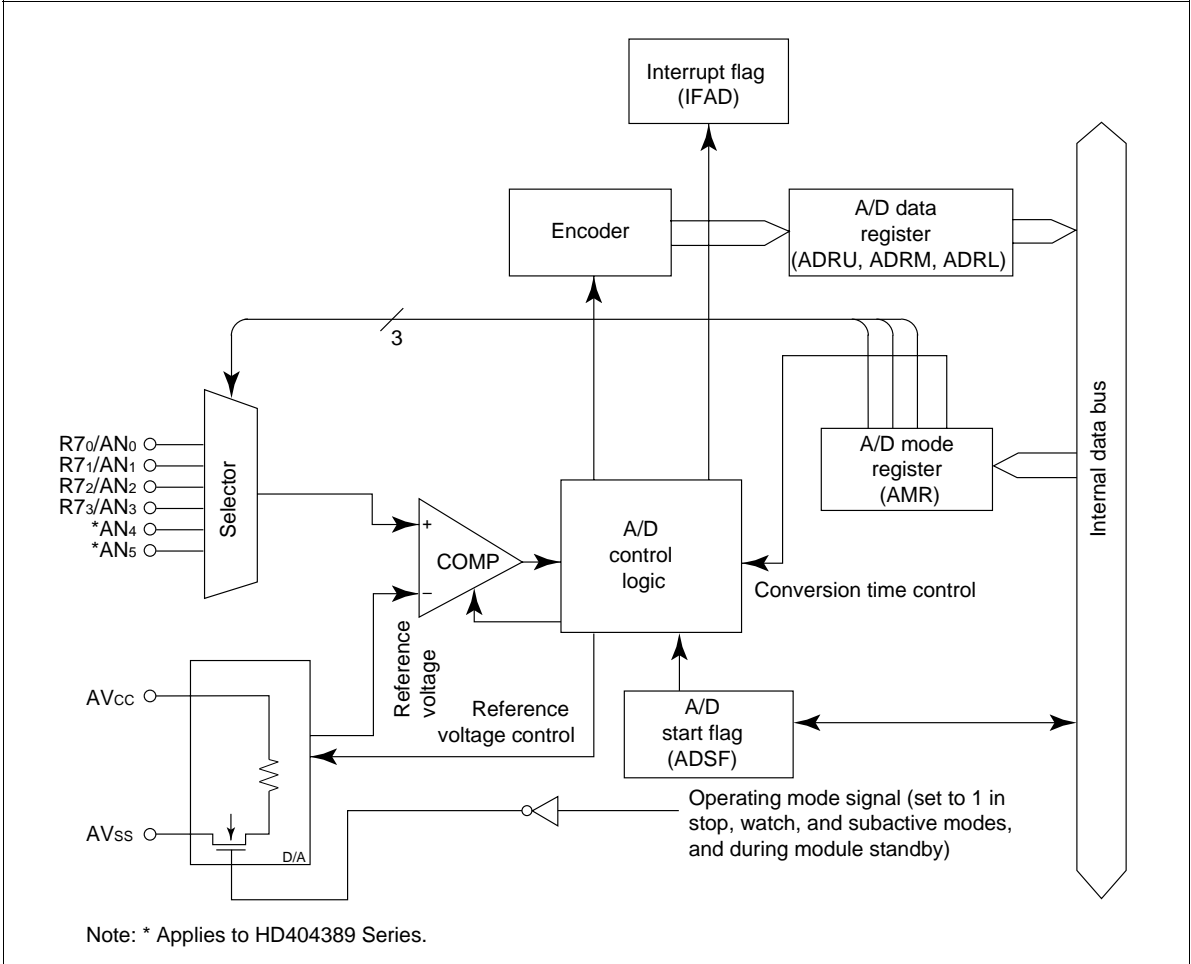 Interrupt flag
(IFAD)
Encoder
A/D data
register
(ADRU, ADRM, ADRL)
3
R70/AN0
R71/AN1
R72/AN2
R73/AN3
*AN4
*AN5
Selector
+
COMP
−
A/D
control
logic
A/D mode
register
(AMR)
Internal data bus
Conversion time control
Reference
voltage
Reference
voltage control
AVCC
AVSS
D/A
A/D
start flag
(ADSF)
Operating mode signal (set to 1 in
stop, watch, and subactive modes,
and during module standby)
Note: * Applies to HD404389 Series.